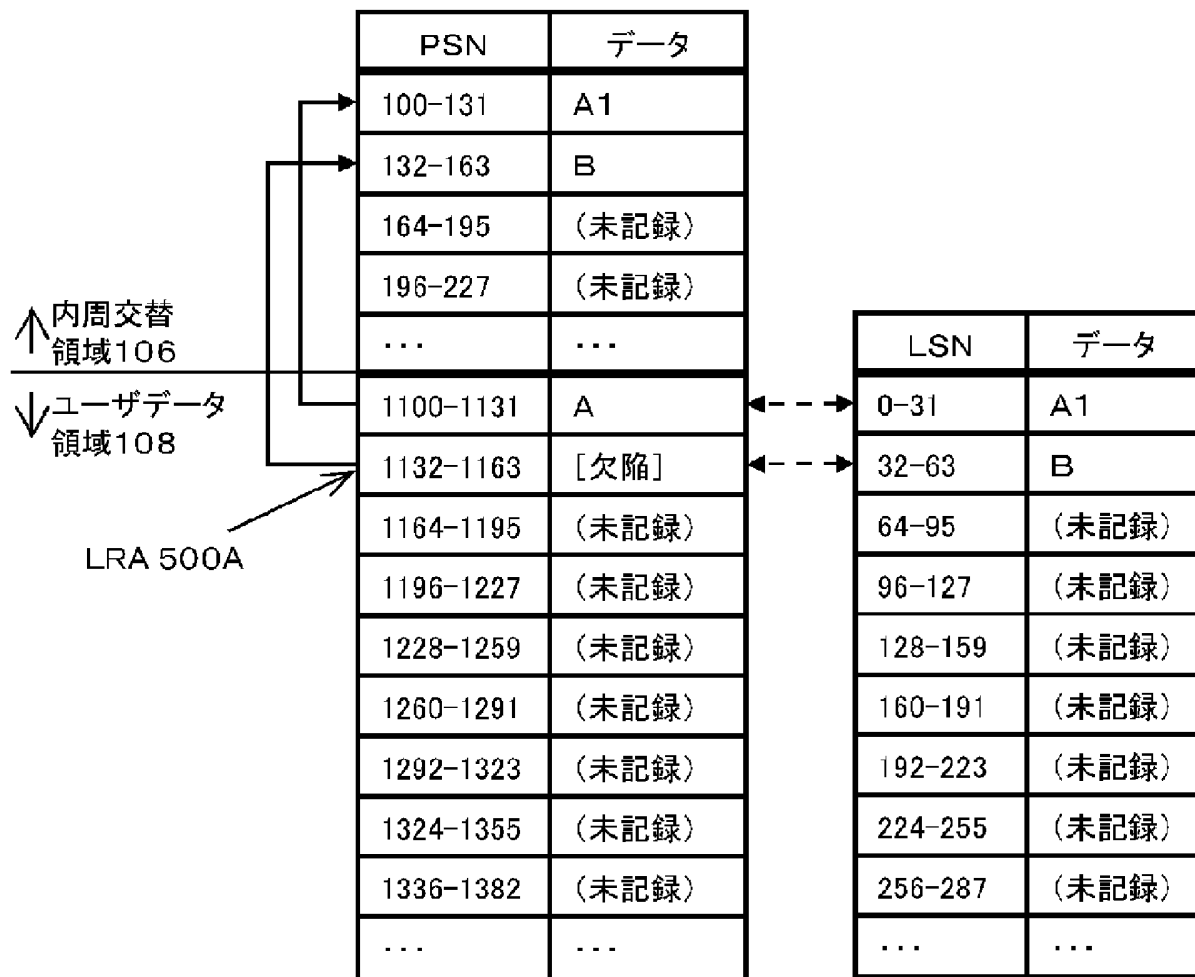 PSN データ
100-131 A1
132-163 B
164-195 (未記録)
196-227 (未記録)
... ...
内周交替
領域106
ユーザデータ
領域108
1100-1131 A
1132-1163 [欠陥]
LRA 500A
1164-1195 (未記録)
1196-1227 (未記録)
1228-1259 (未記録)
1260-1291 (未記録)
1292-1323 (未記録)
1324-1355 (未記録)
1336-1382 (未記録)
... ...
LSN データ
0-31 A1
32-63 B
64-95 (未記録)
96-127 (未記録)
128-159 (未記録)
160-191 (未記録)
192-223 (未記録)
224-255 (未記録)
256-287 (未記録)
... ...